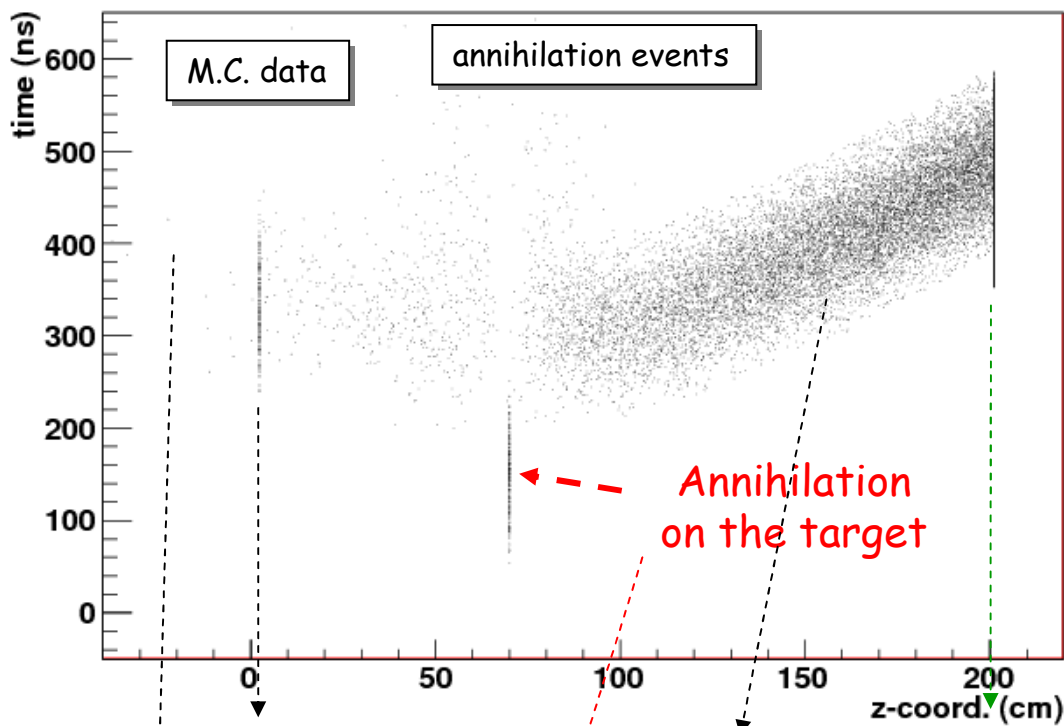 time (ns)
600
500
400
300
200
100
0
M.C. data
annihilation events
Annihilation
on the target
0
50
100
150
200
z-coord. (cm)